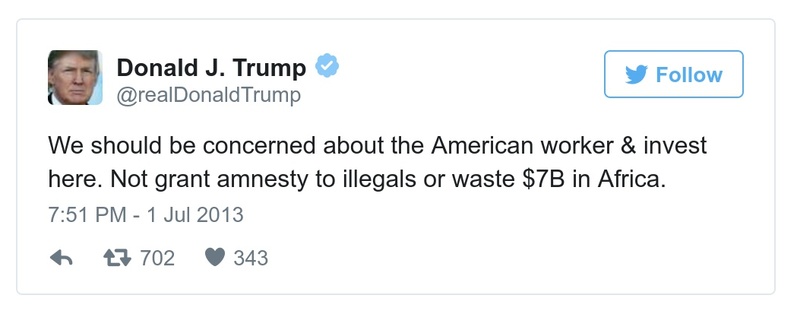 Donald J. Trump
@realDonaldTrump
Follow
We should be concerned about the American worker & invest
here. Not grant amnesty to illegals or waste $7B in Africa.
7:51 PM - 1 Jul 2013
702 343